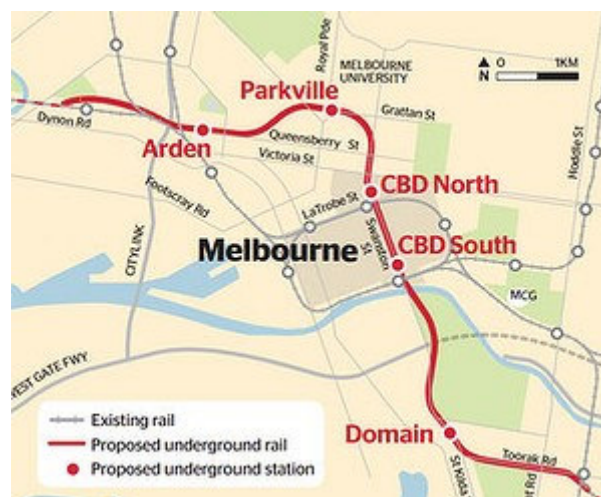 Royal Pde
MELBOURNE
UNIVERSITY
0 1KM
N
Parkville
Grattan St
Dynon Rd
Arden
Queensberry St
Victoria St
Hoddle St
Footscray Rd
LaTrobe St
CBD North
CITYLINK
Melbourne
Swanston
St
CBD South
MCG
WEST GATE FWY
Domain
St Kilda
Toorak Rd
Existing rail
Proposed underground rail
Proposed underground station